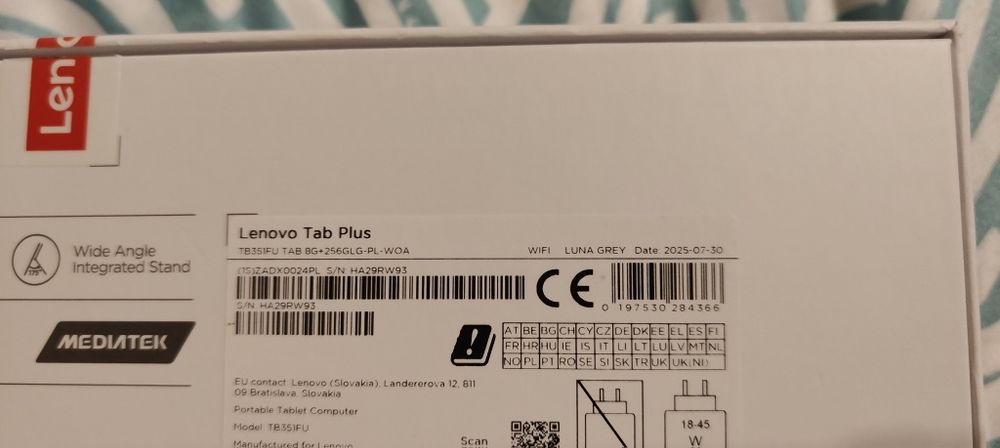 Leno
Wide Angle
Integrated Stand
175°
MEDIATEK
Lenovo Tab Plus
TB351FU TAB 8G+256GLG-PL-WOA WIFI LUNA GREY Date: 2025-07-30
(1S)ZADX0024PL S/N: HA29RW93
CE
0 197530 284366
S/N: HA29RW93
AT BE BG CH CY CZ DE DK EE EL ES FI
FR HR HU IE IS IT LI LT LU LV MT NL
NO PL PT RO SE SI SK TR UK UK(NI)
EU contact: Lenovo (Slovakia), Landererova 12, 811
09 Bratislava, Slovakia
Portable Tablet Computer
Model: TB351FU
Manufactured for Lenovo
Scan
18-45
W